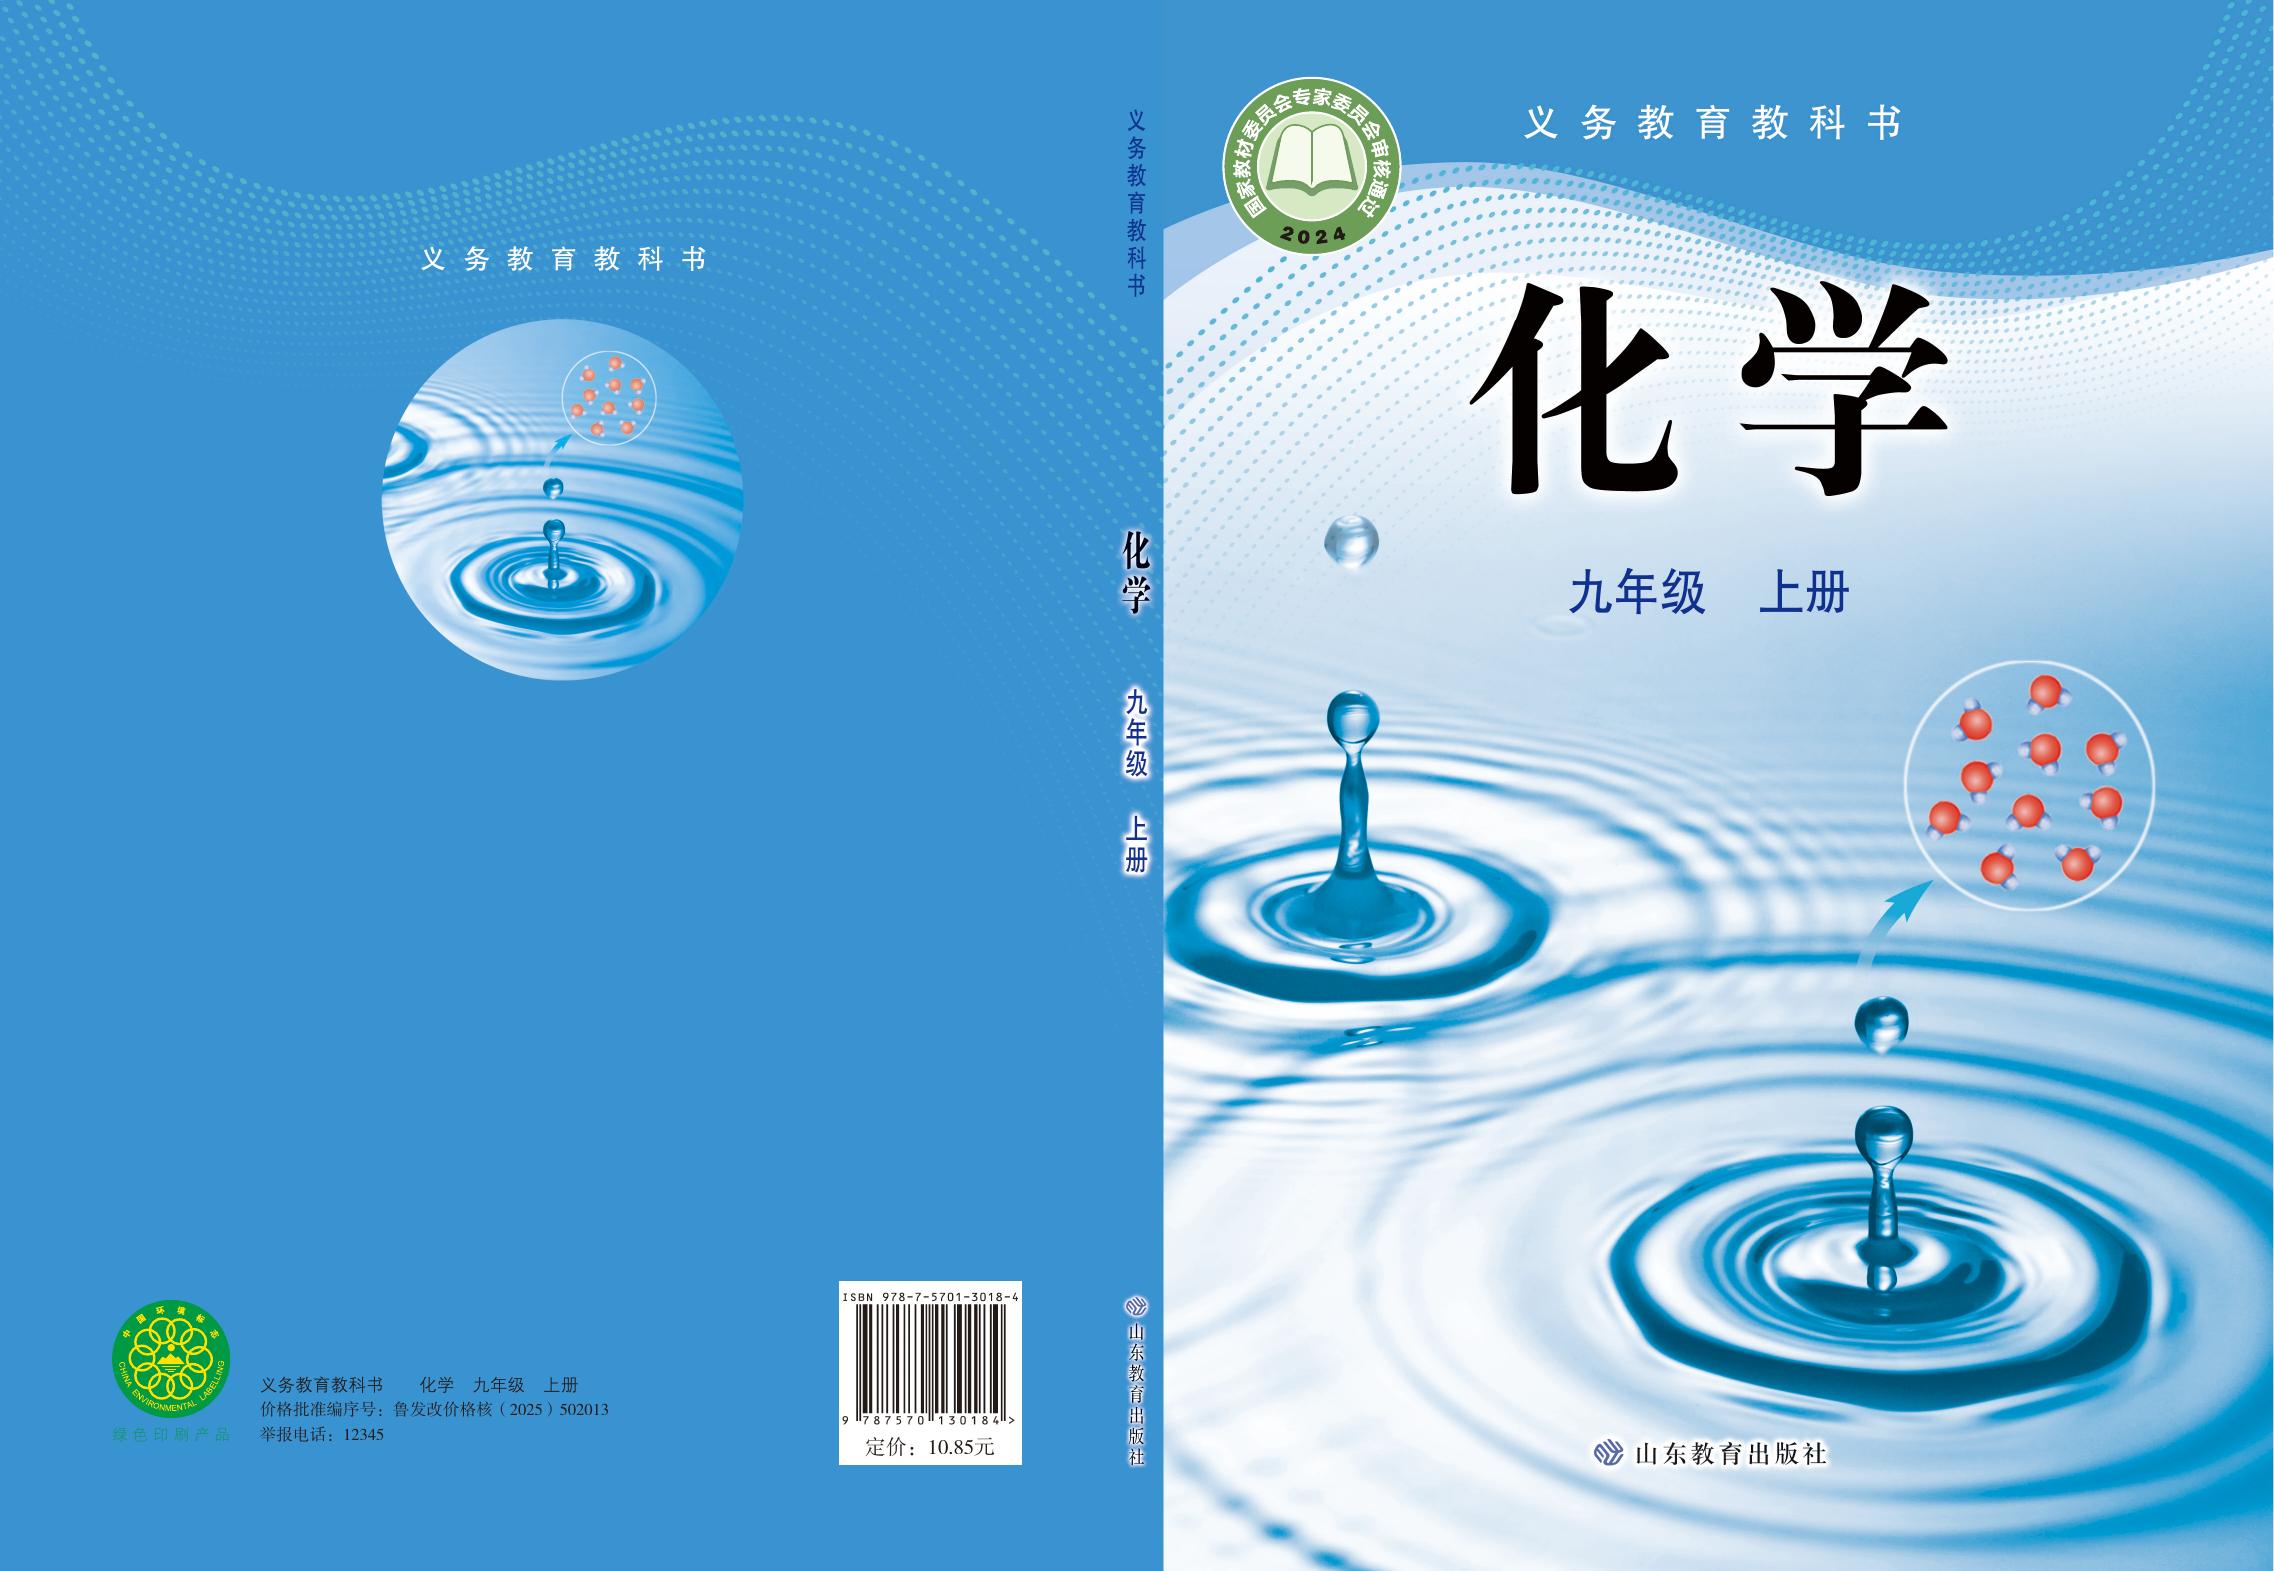 义务教育教科书
中国环境标志
CHINA ENVIRONMENTAL LABELLING
绿色印刷产品
义务教育教科书 化学 九年级 上册
价格批准编序号：鲁发改价格核（2025）502013
举报电话：12345
ISBN 978-7-5701-3018-4
9 787570 130184 >
定价：10.85元
义务教育教科书
化学
九年级
上册
山东教育出版社
国家教材委员会专家委员会审核通过
2024
义务教育教科书
化学
九年级 上册
山东教育出版社